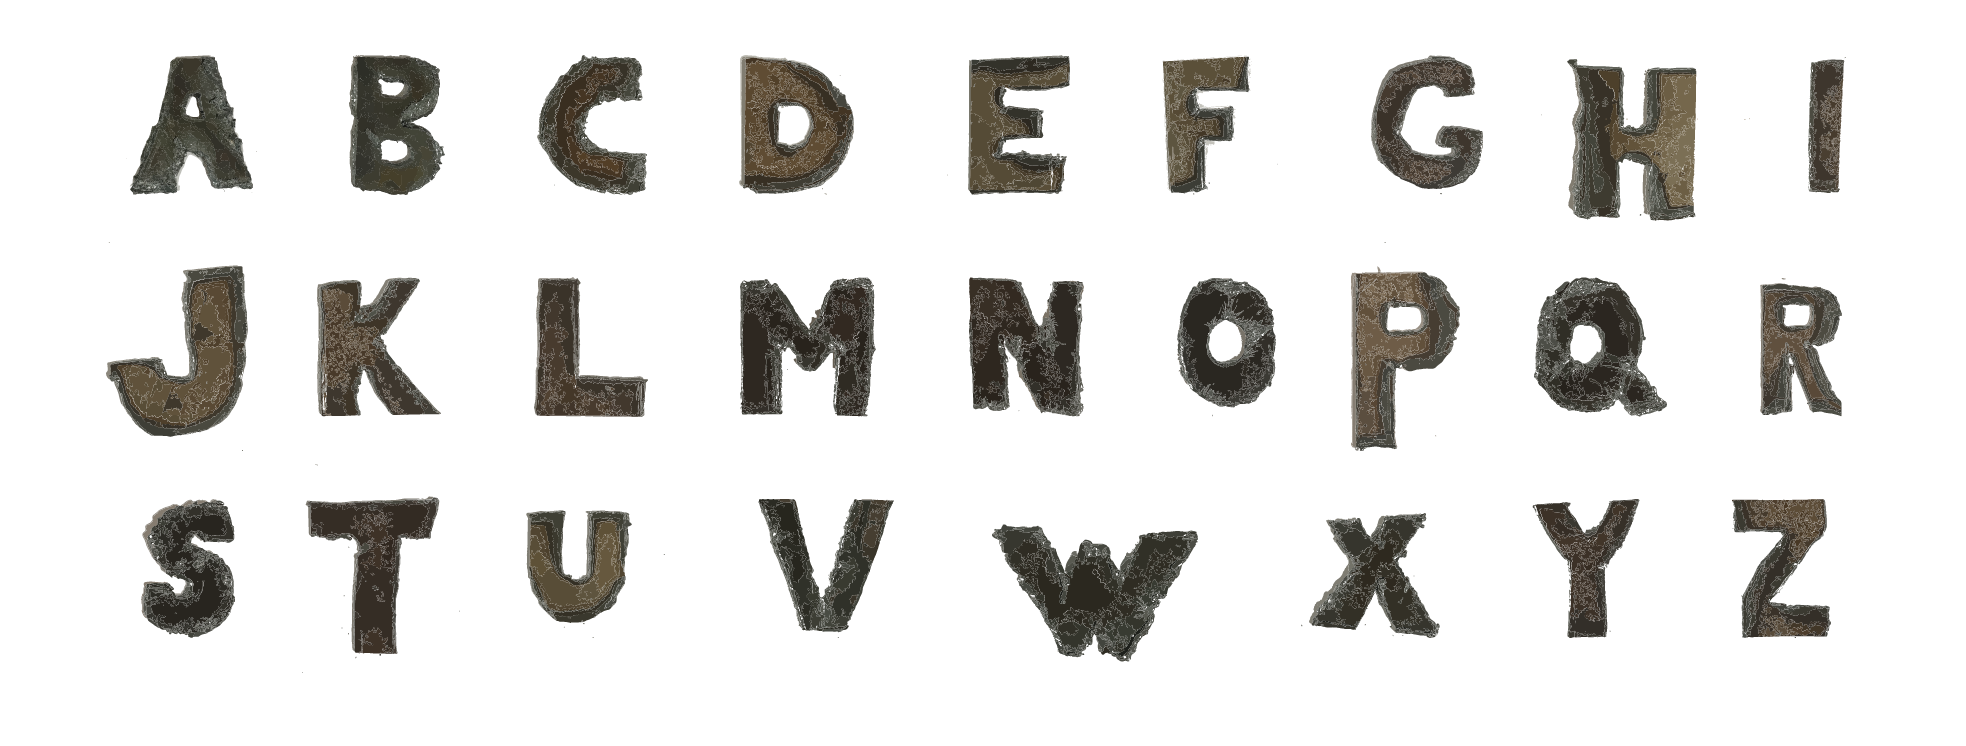 A B C D E F G H I
J K L M N O P Q R
S T U V W X Y Z